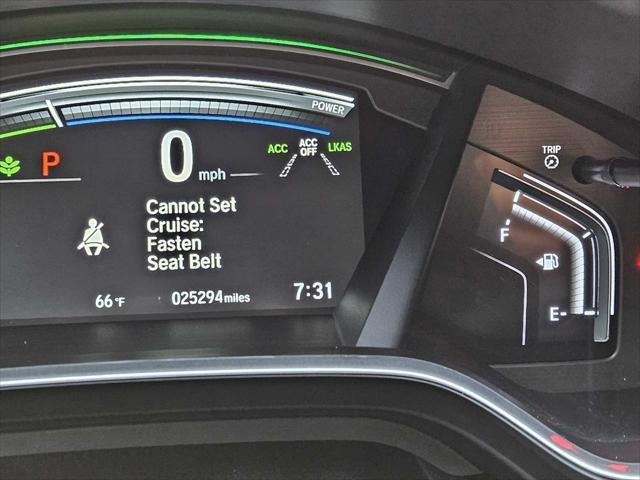 POWER
TRIP
P
0 mph
ACC ACC OFF LKAS
Cannot Set
Cruise:
Fasten
Seat Belt
F
E
66°F 025294 miles 7:31